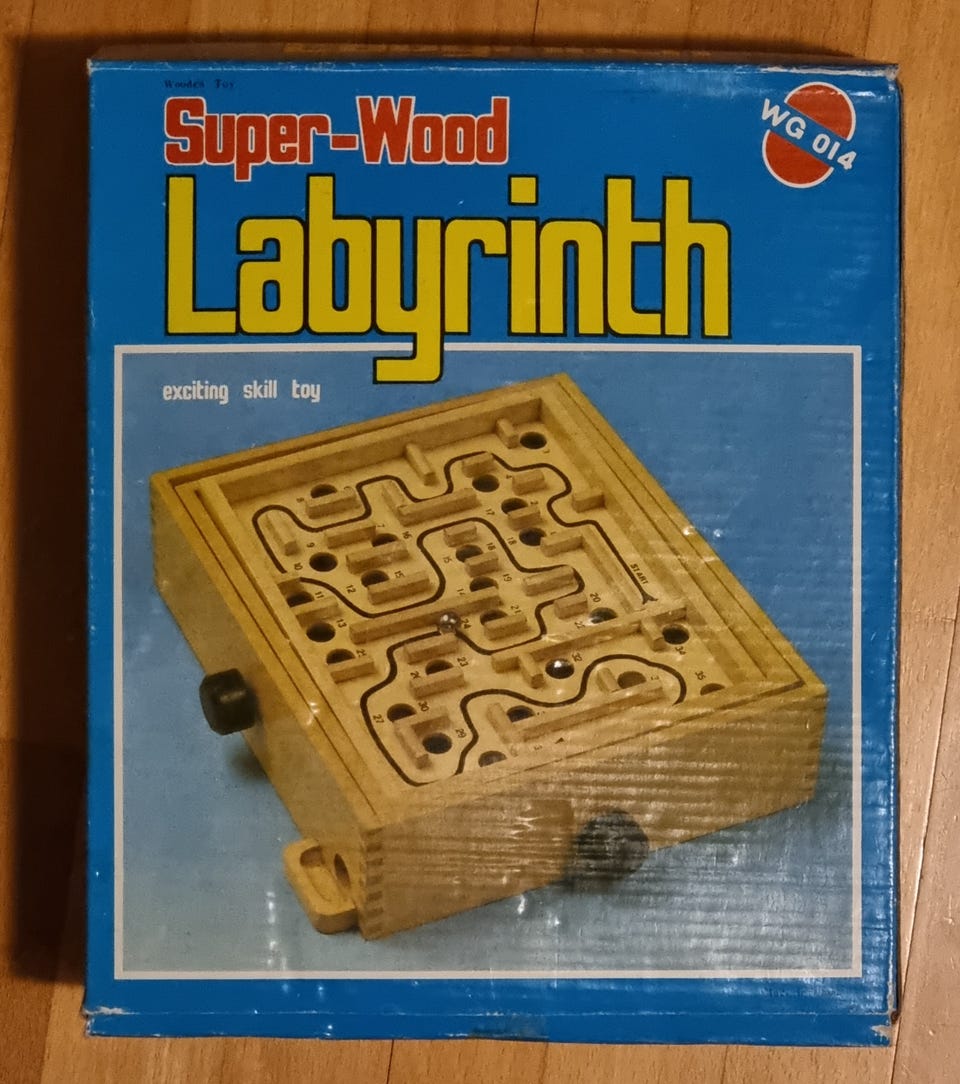 Wooden Toy
Super-Wood
WG 014
Labyrinth
exciting skill toy
START